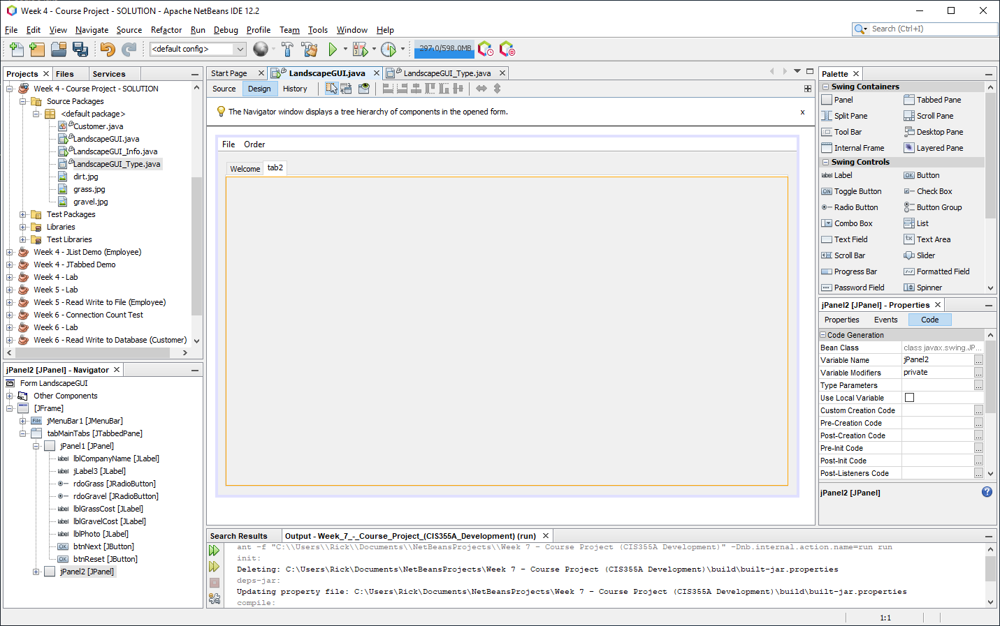 Week 4 - Course Project - SOLUTION - Apache NetBeans IDE 12.2
File Edit View Navigate Source Refactor Run Debug Profile Team Tools Window Help
Search (Ctrl+I)
<default config>
297.0/598.0MB
Projects Files Services
Week 4 - Course Project - SOLUTION
Source Packages
<default package>
Customer.java
LandscapeGUI.java
LandscapeGUI_Info.java
LandscapeGUI_Type.java
dirt.jpg
grass.jpg
gravel.jpg
Test Packages
Libraries
Test Libraries
Week 4 - JList Demo (Employee)
Week 4 - JTabbed Demo
Week 4 - Lab
Week 5 - Lab
Week 5 - Read Write to File (Employee)
Week 6 - Connection Count Test
Week 6 - Lab
Week 6 - Read Write to Database (Customer)
jPanel2 [JPanel] - Navigator
Form LandscapeGUI
Other Components
[JFrame]
File jMenuBar1 [JMenuBar]
tabMainTabs [JTabbedPane]
jPanel1 [JPanel]
label lblCompanyName [JLabel]
label jLabel3 [JLabel]
rdoGrass [JRadioButton]
rdoGravel [JRadioButton]
label lblGrassCost [JLabel]
label lblGravelCost [JLabel]
label lblPhoto [JLabel]
OK btnNext [JButton]
OK btnReset [JButton]
jPanel2 [JPanel]
Start Page LandscapeGUI.java LandscapeGUI_Type.java
Source Design History
The Navigator window displays a tree hierarchy of components in the opened form. x
File Order
Welcome tab2
Search Results Output - Week_7_-_Course_Project_(CIS355A_Development) (run)
ant -f "C:\\Users\\Rick\\Documents\\NetBeansProjects\\Week 7 - Course Project (CIS355A Development)" -Dnb.internal.action.name=run run
init:
Deleting: C:\Users\Rick\Documents\NetBeansProjects\Week 7 - Course Project (CIS355A Development)\build\built-jar.properties
deps-jar:
Updating property file: C:\Users\Rick\Documents\NetBeansProjects\Week 7 - Course Project (CIS355A Development)\build\built-jar.properties
compile:
1:1
Palette
Swing Containers
Panel Tabbed Pane
Split Pane Scroll Pane
Tool Bar Desktop Pane
Internal Frame Layered Pane
Swing Controls
label Label OK Button
ON Toggle Button Check Box
Radio Button Button Group
Combo Box List
Text Field tx Text Area
Scroll Bar Slider
Progress Bar Formatted Field
Password Field Spinner
jPanel2 [JPanel] - Properties
Properties Events Code
Code Generation
Bean Class class javax.swing.JP...
Variable Name jPanel2 ...
Variable Modifiers private ...
Type Parameters ...
Use Local Variable
Custom Creation Code ...
Pre-Creation Code ...
Post-Creation Code ...
Pre-Init Code ...
Post-Init Code ...
Post-Listeners Code ...
jPanel2 [JPanel]